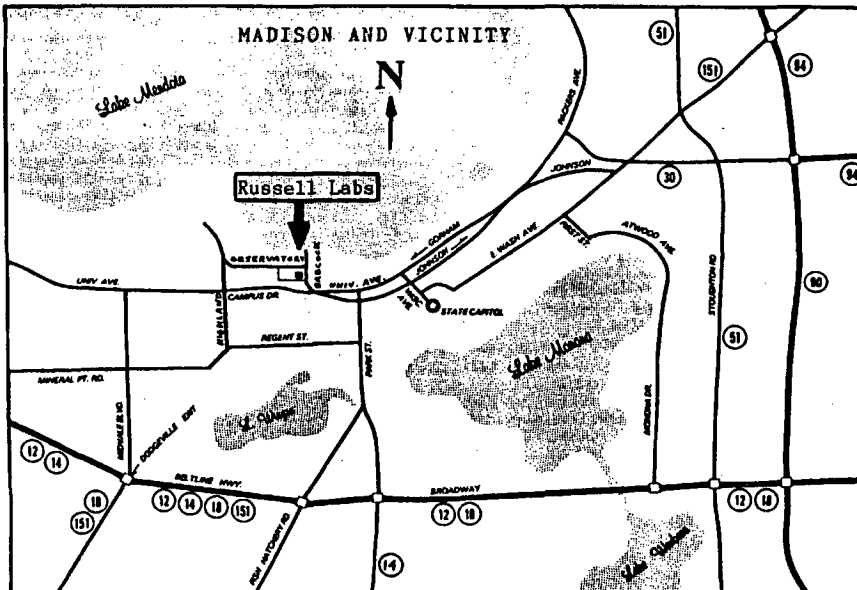 MADISON AND VICINITY
51
151
94
Lake Mendota
N
PACKERS AVE
JOHNSON
30
94
Russell Labs
GORHAM
JOHNSON
E. WASH AVE
FIRST ST.
ATWOOD AVE
OBSERVATORY
BABCOCK
UNIV. AVE.
UNIV. AVE.
CAMPUS DR.
STATE CAPITOL
STOUGHTON RD
90
HIGHLAND
REGENT ST.
PARK ST.
51
Lake Monona
MINERAL PT. RD.
L. Wingra
MONONA DR.
MIDVALE BLVD.
DODGEVILLE EXIT
12
14
BELTLINE HWY.
BROADWAY
18
151
12
14
18
151
12
18
12
18
FISH HATCHERY RD.
14
Lake Waubesa